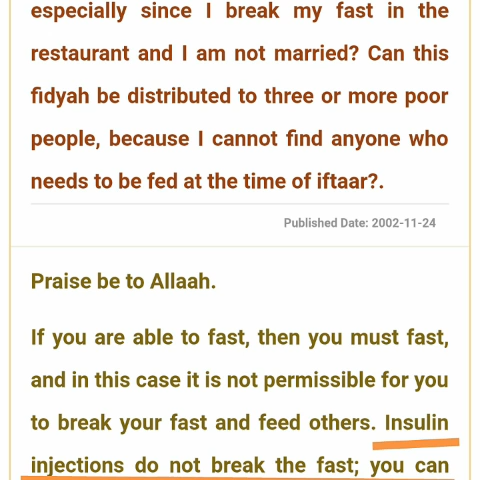 especially since I break my fast in the
restaurant and I am not married? Can this
fidyah be distributed to three or more poor
people, because I cannot find anyone who
needs to be fed at the time of iftaar?.
Published Date: 2002-11-24
Praise be to Allaah.
If you are able to fast, then you must fast,
and in this case it is not permissible for you
to break your fast and feed others. Insulin
injections do not break the fast; you can